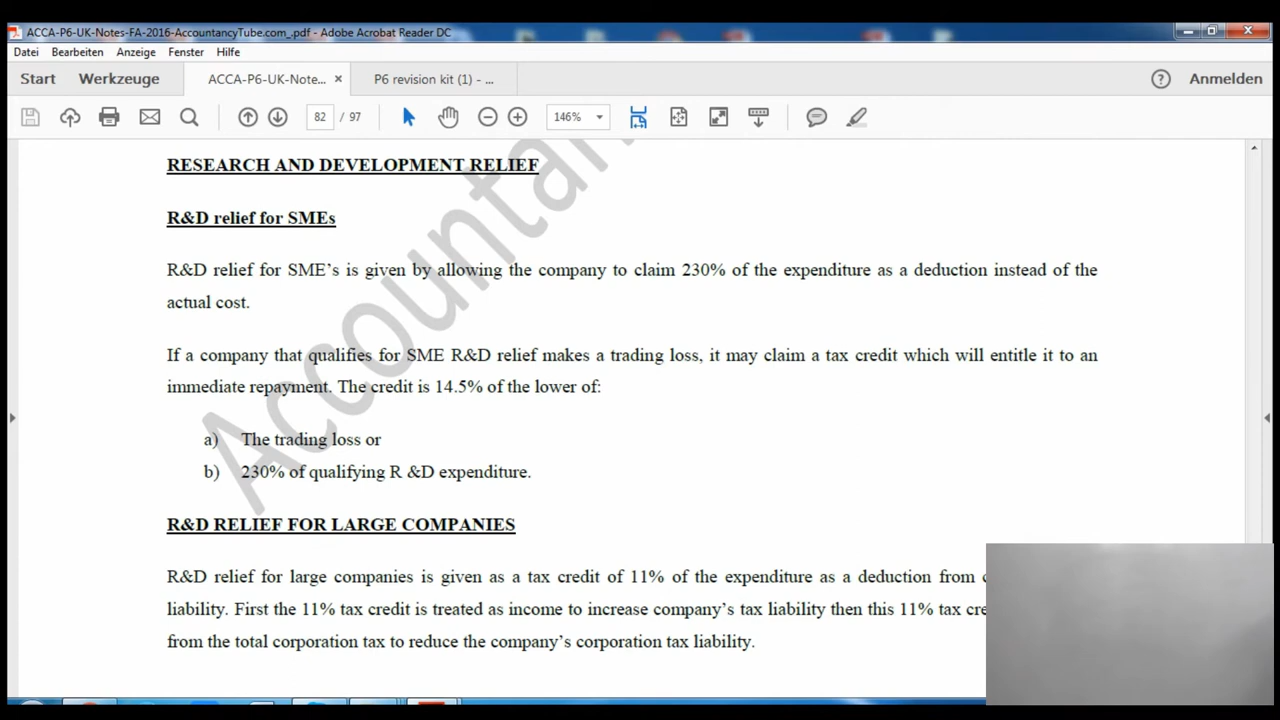 ACCA-P6-UK-Notes-FA-2016-AccountancyTube.com_.pdf - Adobe Acrobat Reader DC
Datei Bearbeiten Anzeige Fenster Hilfe
Start Werkzeuge ACCA-P6-UK-Note... × P6 revision kit (1) - ... Anmelden
82 / 97 146%
RESEARCH AND DEVELOPMENT RELIEF
R&D relief for SMEs
R&D relief for SME’s is given by allowing the company to claim 230% of the expenditure as a deduction instead of the
actual cost.
If a company that qualifies for SME R&D relief makes a trading loss, it may claim a tax credit which will entitle it to an
immediate repayment. The credit is 14.5% of the lower of:
a) The trading loss or
b) 230% of qualifying R &D expenditure.
R&D RELIEF FOR LARGE COMPANIES
R&D relief for large companies is given as a tax credit of 11% of the expenditure as a deduction from
liability. First the 11% tax credit is treated as income to increase company’s tax liability then this 11% tax
from the total corporation tax to reduce the company’s corporation tax liability.
Accountan